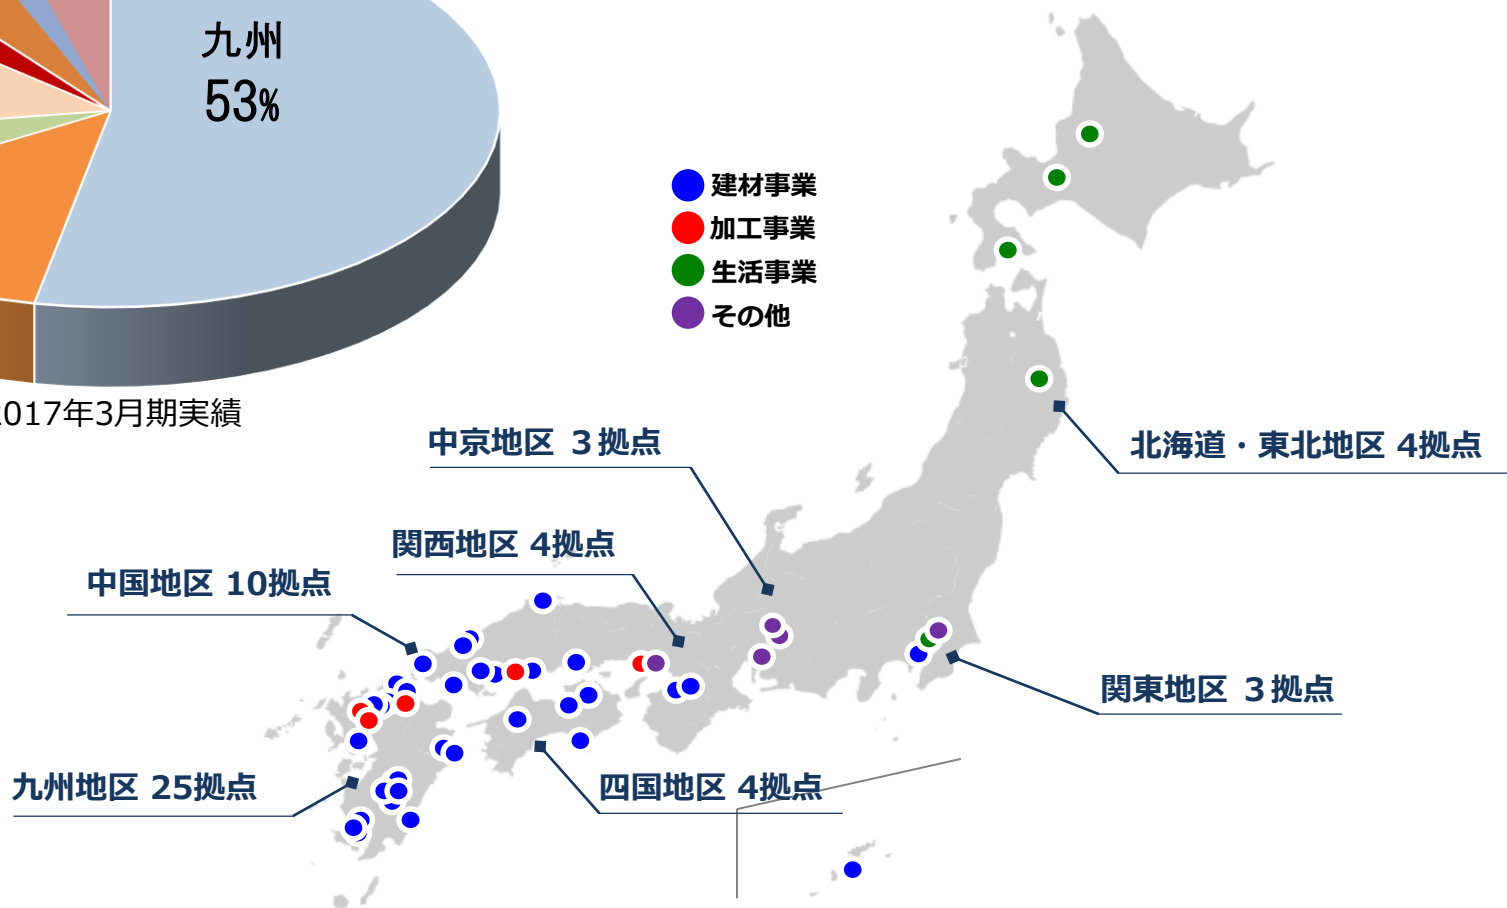 九州
53%
建材事業
加工事業
生活事業
その他
017年3月期実績
中京地区 ３拠点
北海道・東北地区 4拠点
関西地区 4拠点
中国地区 10拠点
関東地区 ３拠点
九州地区 25拠点
四国地区 4拠点